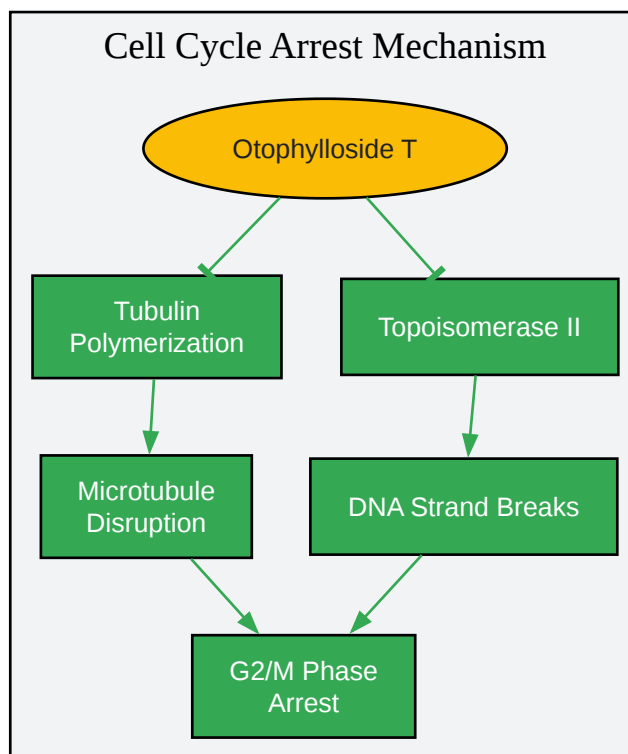 Cell Cycle Arrest Mechanism
Otophylloside T
Tubulin
Polymerization
Topoisomerase II
Microtubule
Disruption
DNA Strand Breaks
G2/M Phase
Arrest